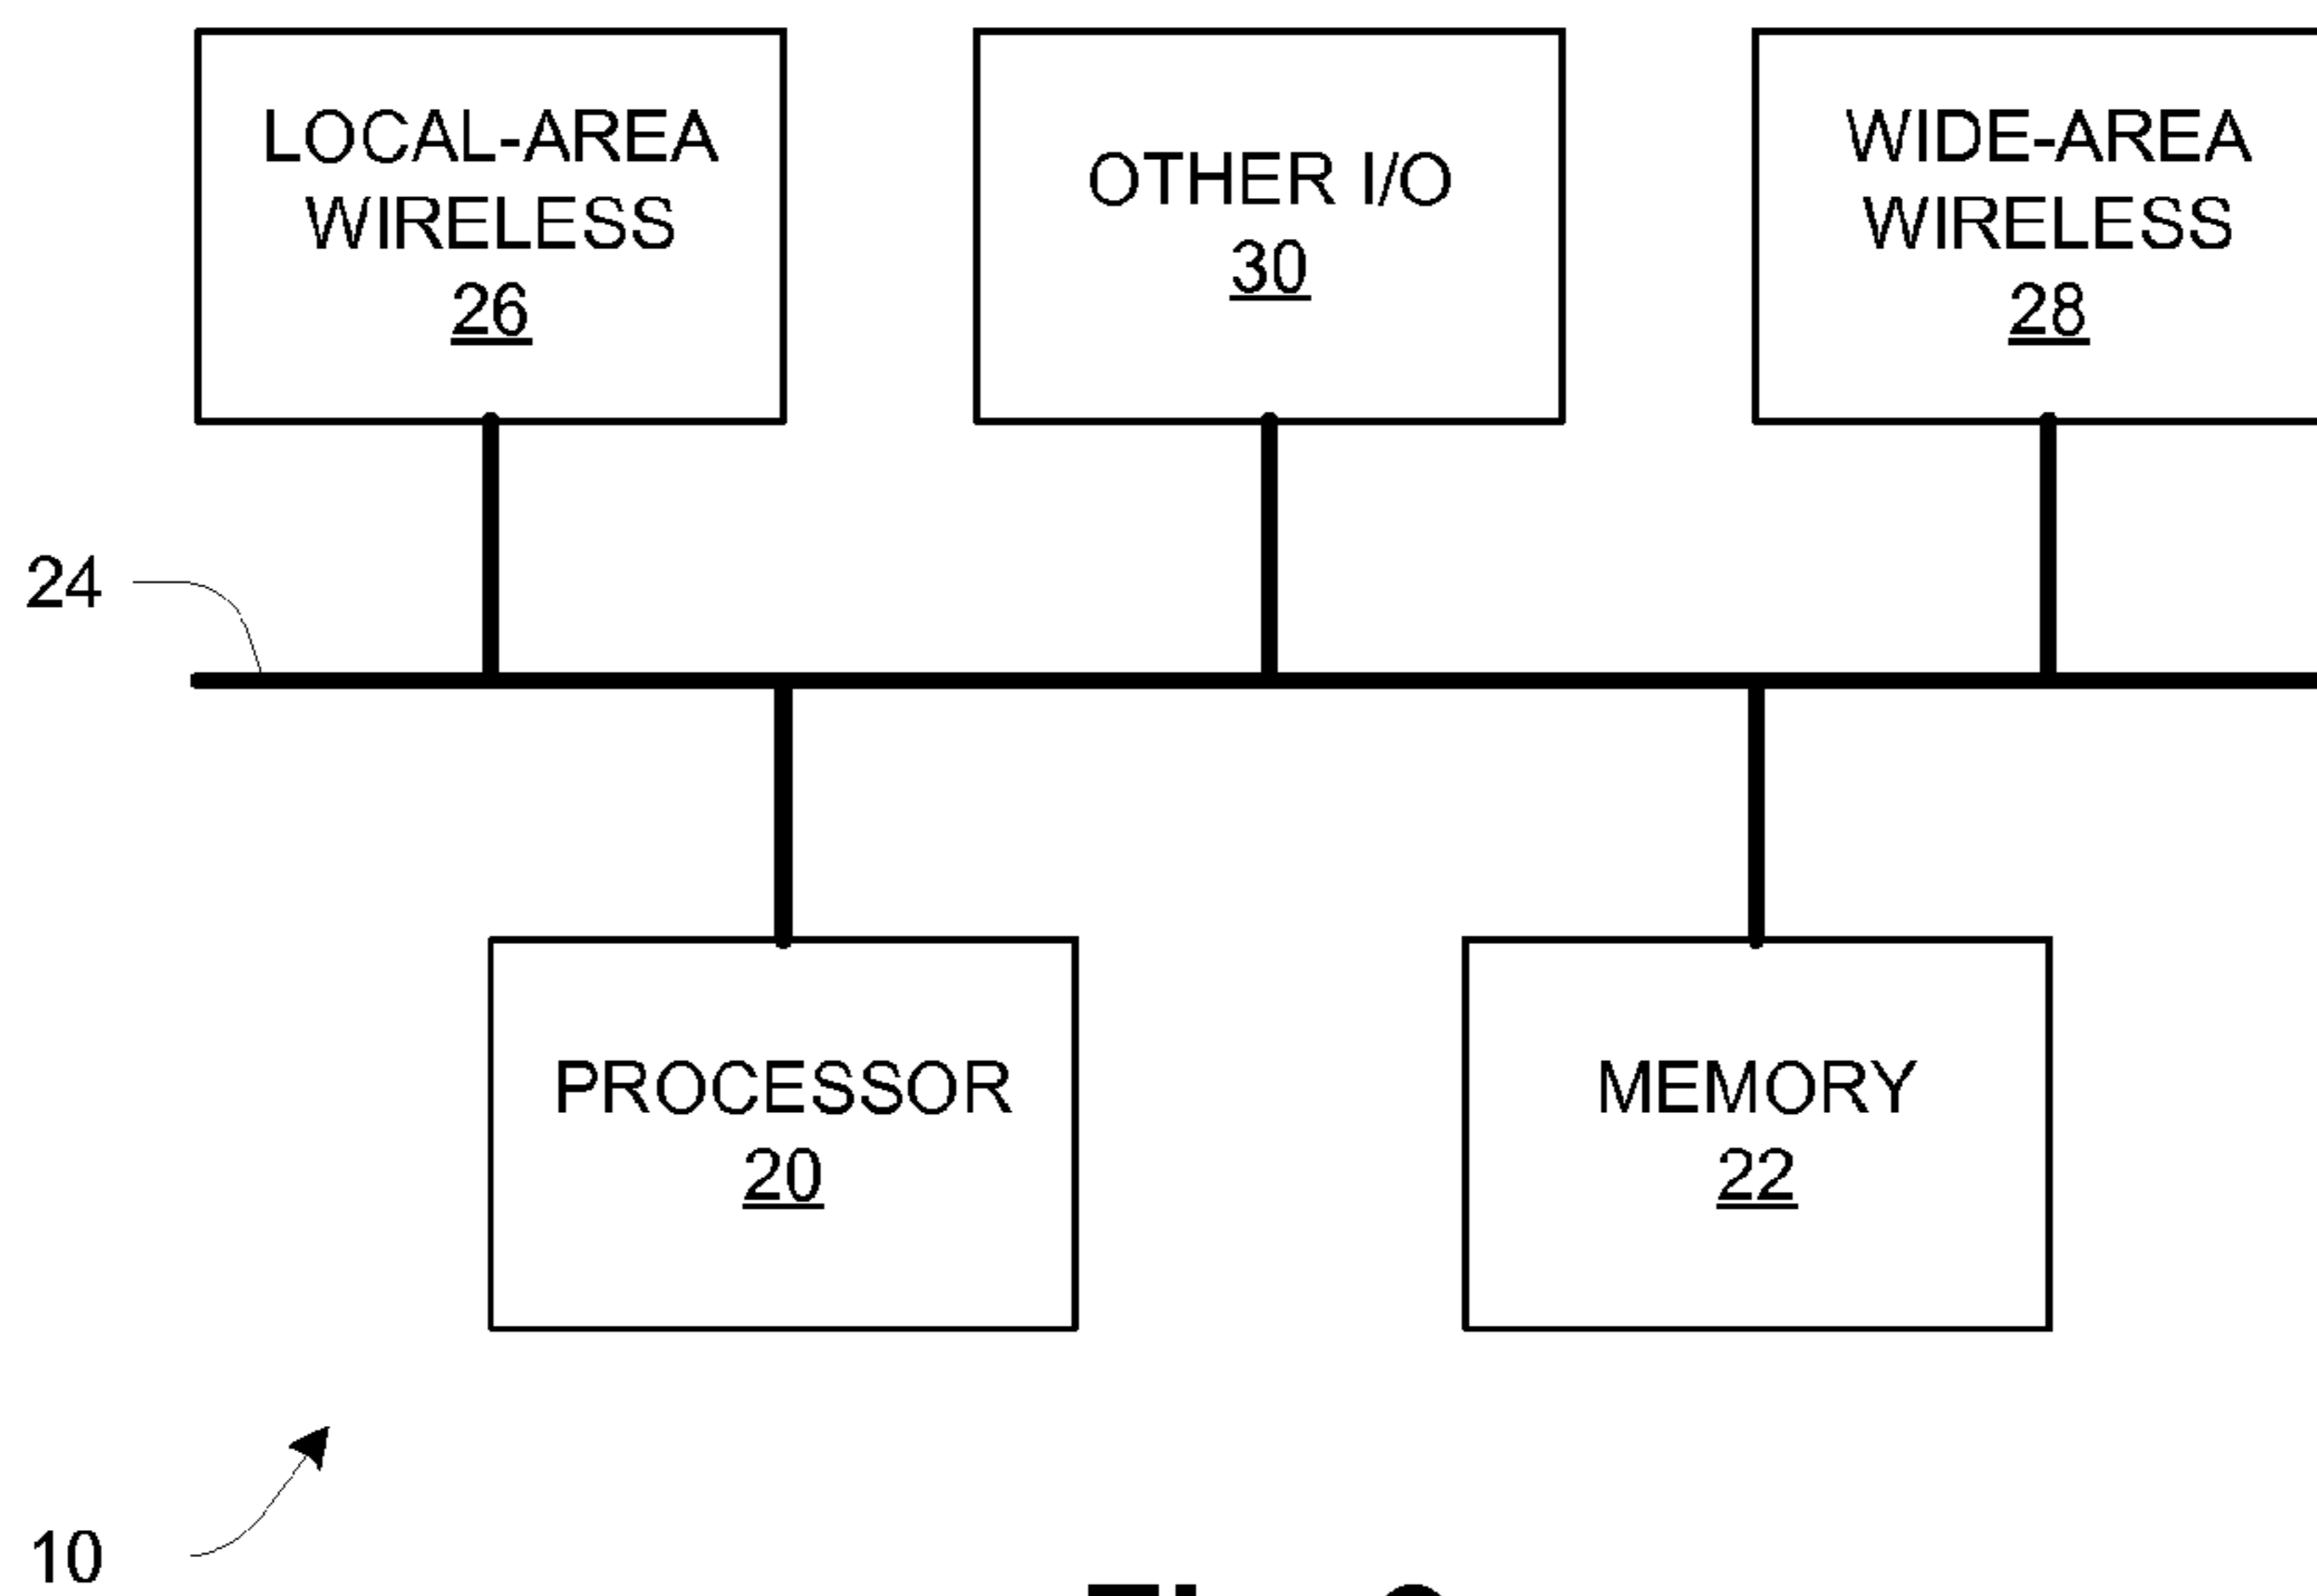 LOCAL-AREA
WIRELESS
26
OTHER I/O
30
WIDE-AREA
WIRELESS
28
24
PROCESSOR
20
MEMORY
22
10